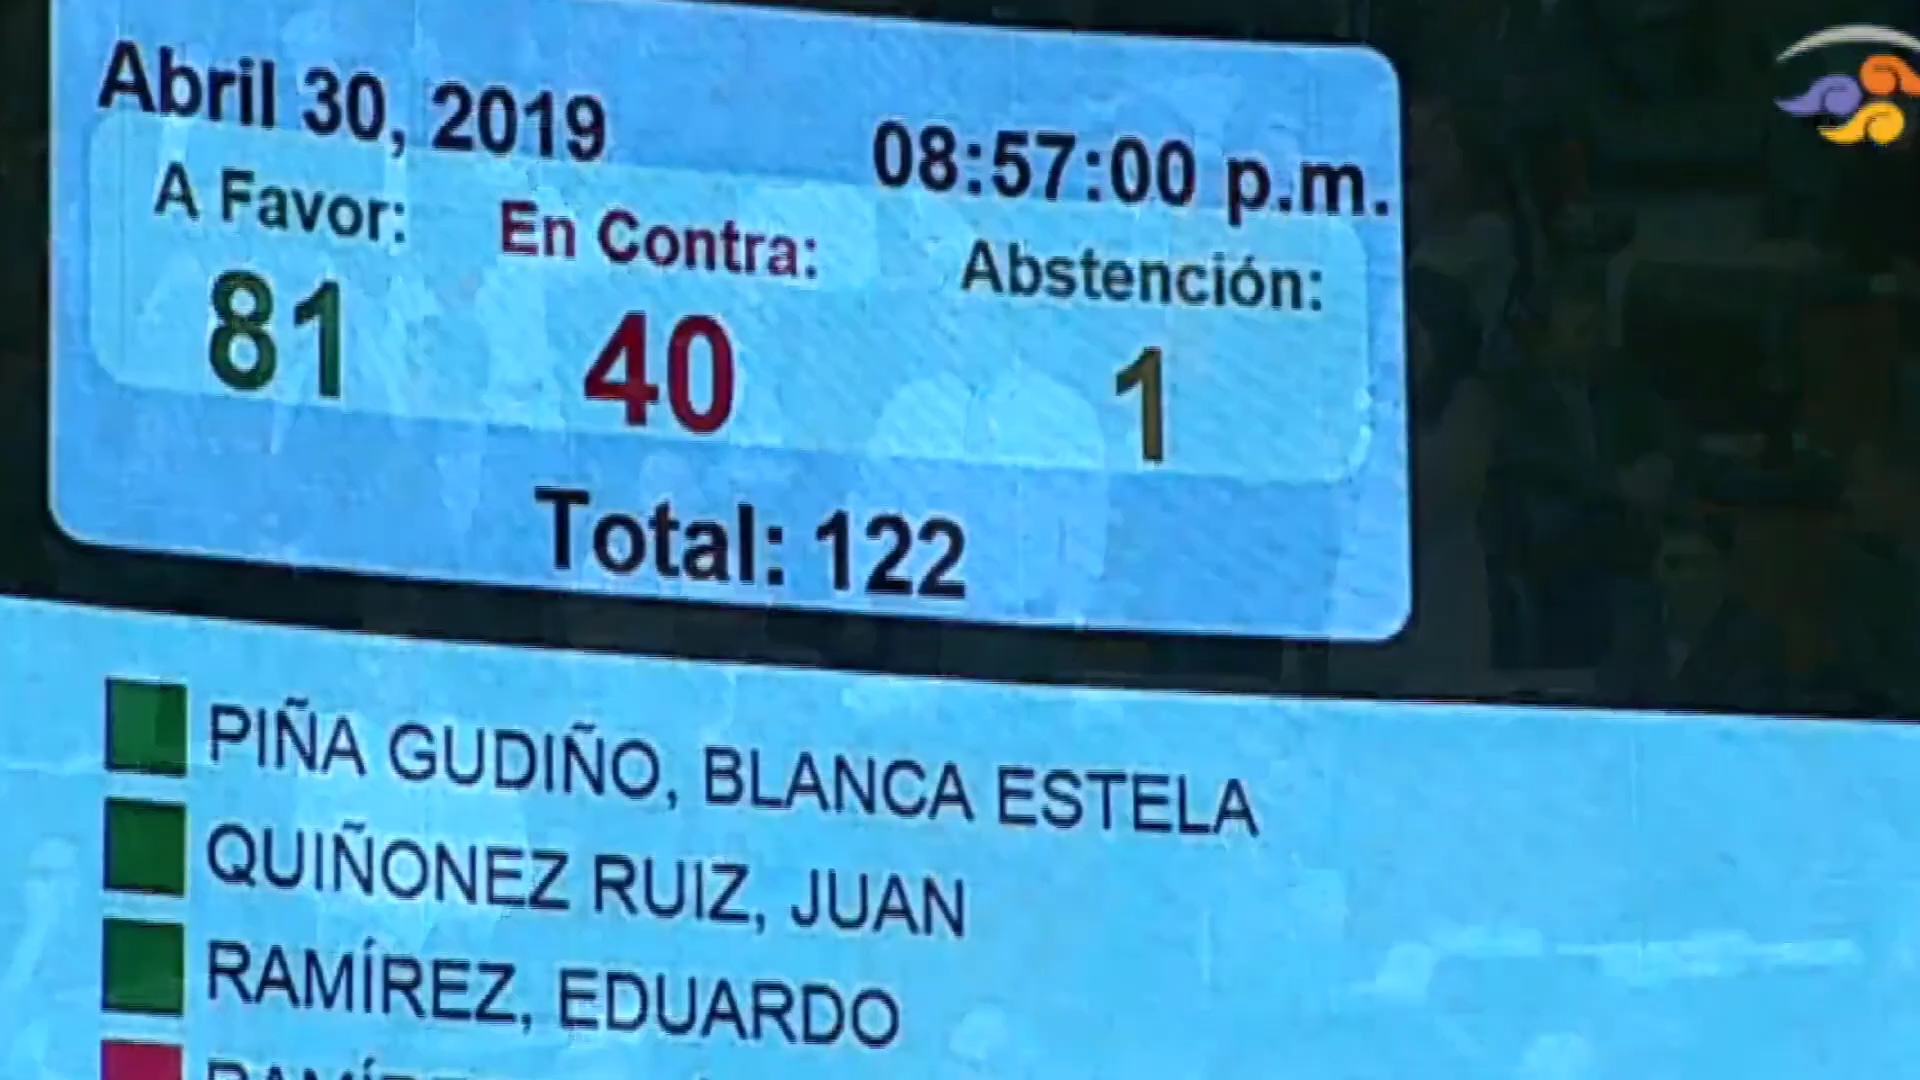 Abril 30, 2019 08:57:00 p.m.
A Favor: En Contra: Abstención:
81 40 1
Total: 122
PIÑA GUDIÑO, BLANCA ESTELA
QUIÑONEZ RUIZ, JUAN
RAMÍREZ, EDUARDO